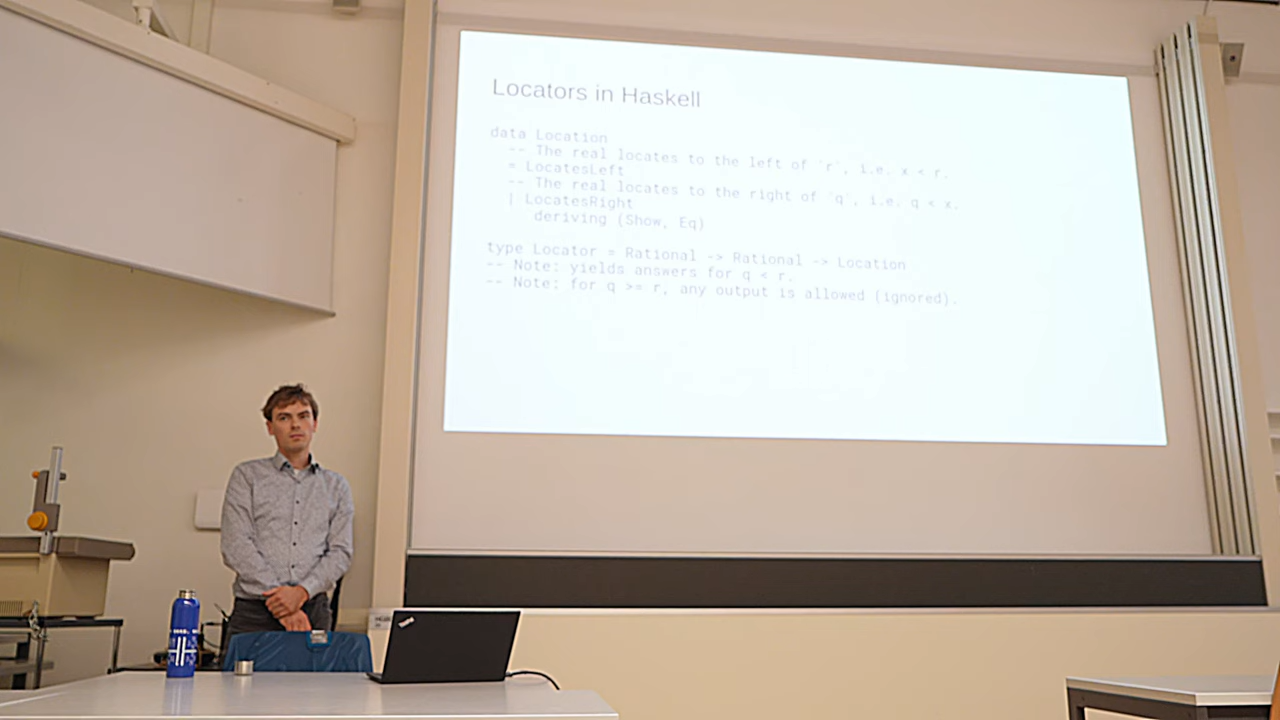 Locators in Haskell
data Location
-- The real locates to the left of `r`, i.e. x < r.
= LocatesLeft
-- The real locates to the right of `q`, i.e. q < x.
| LocatesRight
deriving (Show, Eq)
type Locator = Rational -> Rational -> Location
-- Note: yields answers for q < r.
-- Note: for q >= r, any output is allowed (ignored).
ThinkPad